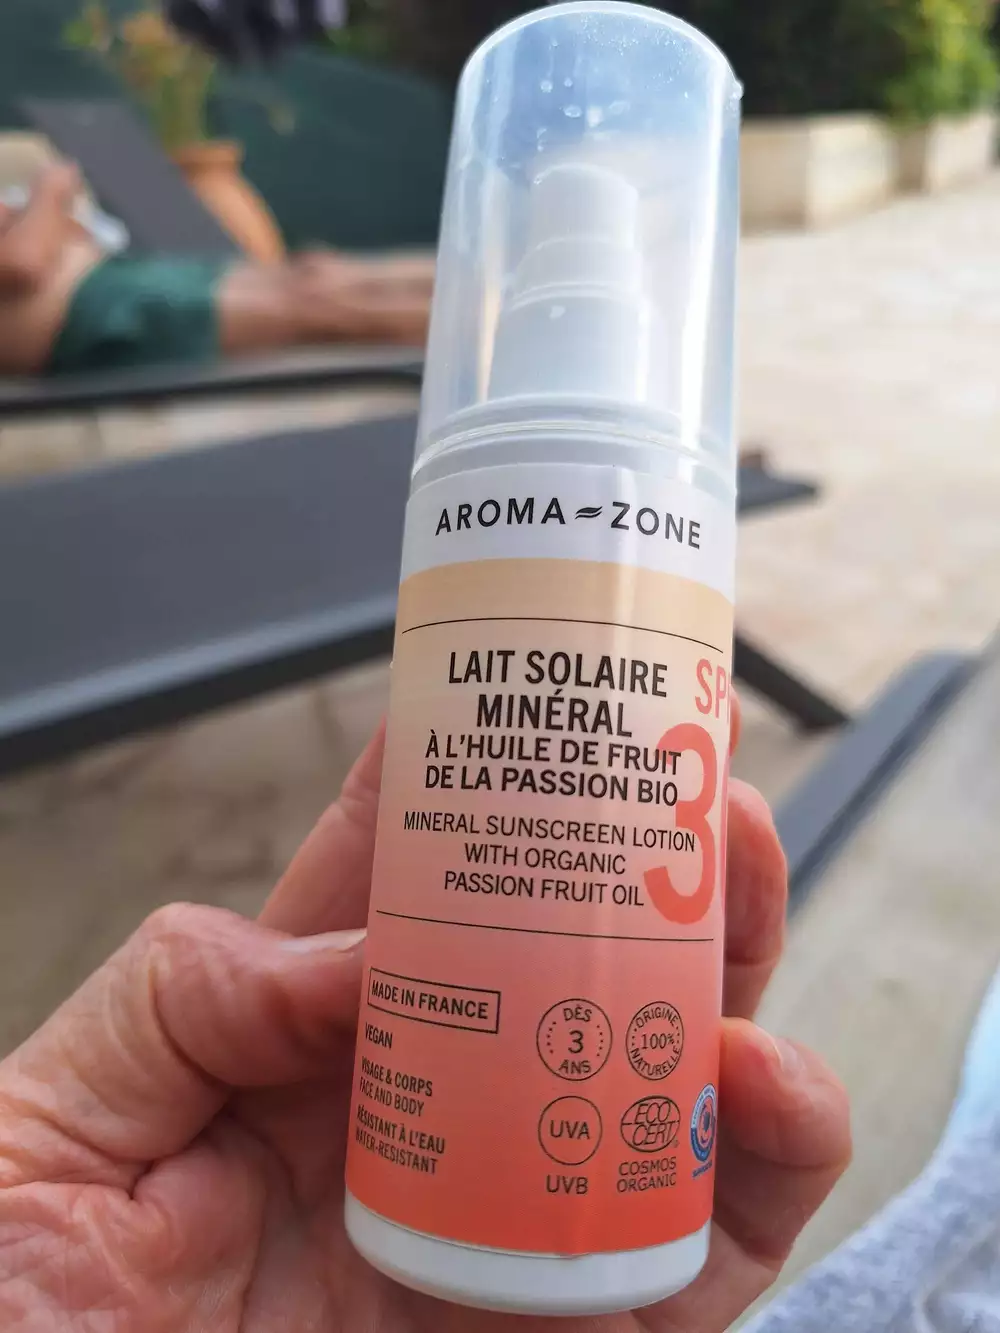 AROMA ZONE
LAIT SOLAIRE
MINÉRAL
À L'HUILE DE FRUIT
DE LA PASSION BIO
MINERAL SUNSCREEN LOTION
WITH ORGANIC
PASSION FRUIT OIL
SPF
3
MADE IN FRANCE
VEGAN
VISAGE & CORPS
FACE AND BODY
RÉSISTANT À L'EAU
WATER-RESISTANT
DÈS
3
ANS
ORIGINE
100%
NATURELLE
UVA
UVB
ECO
CERT
COSMOS
ORGANIC